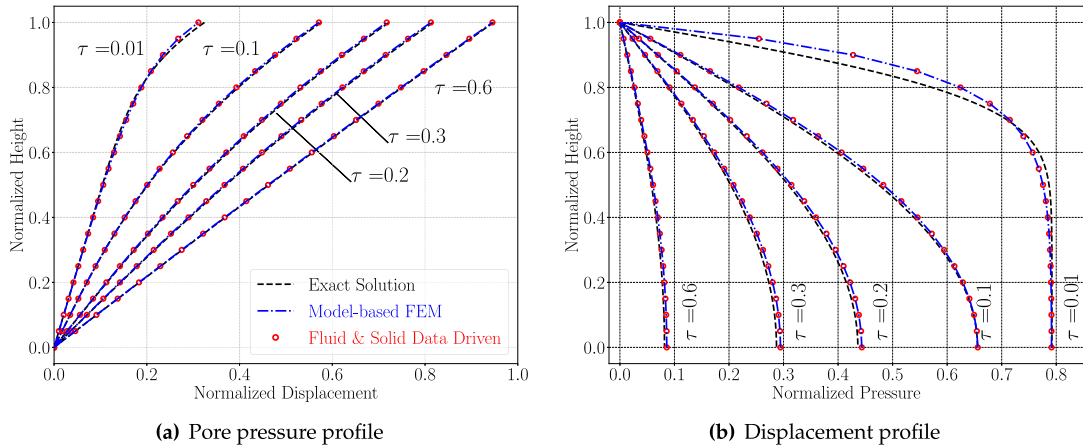 1.0
0.8
0.6
0.4
0.2
0.0
Normalized Height
τ =0.01
τ =0.1
τ =0.6
τ =0.3
τ =0.2
Exact Solution
Model-based FEM
Fluid & Solid Data Driven
0.0 0.2 0.4 0.6 0.8 1.0
Normalized Displacement
(a) Pore pressure profile
1.0
0.8
0.6
0.4
0.2
0.0
Normalized Height
τ =0.6
τ =0.3
τ =0.2
τ =0.1
τ =0.01
0.0 0.1 0.2 0.3 0.4 0.5 0.6 0.7 0.8
Normalized Pressure
(b) Displacement profile